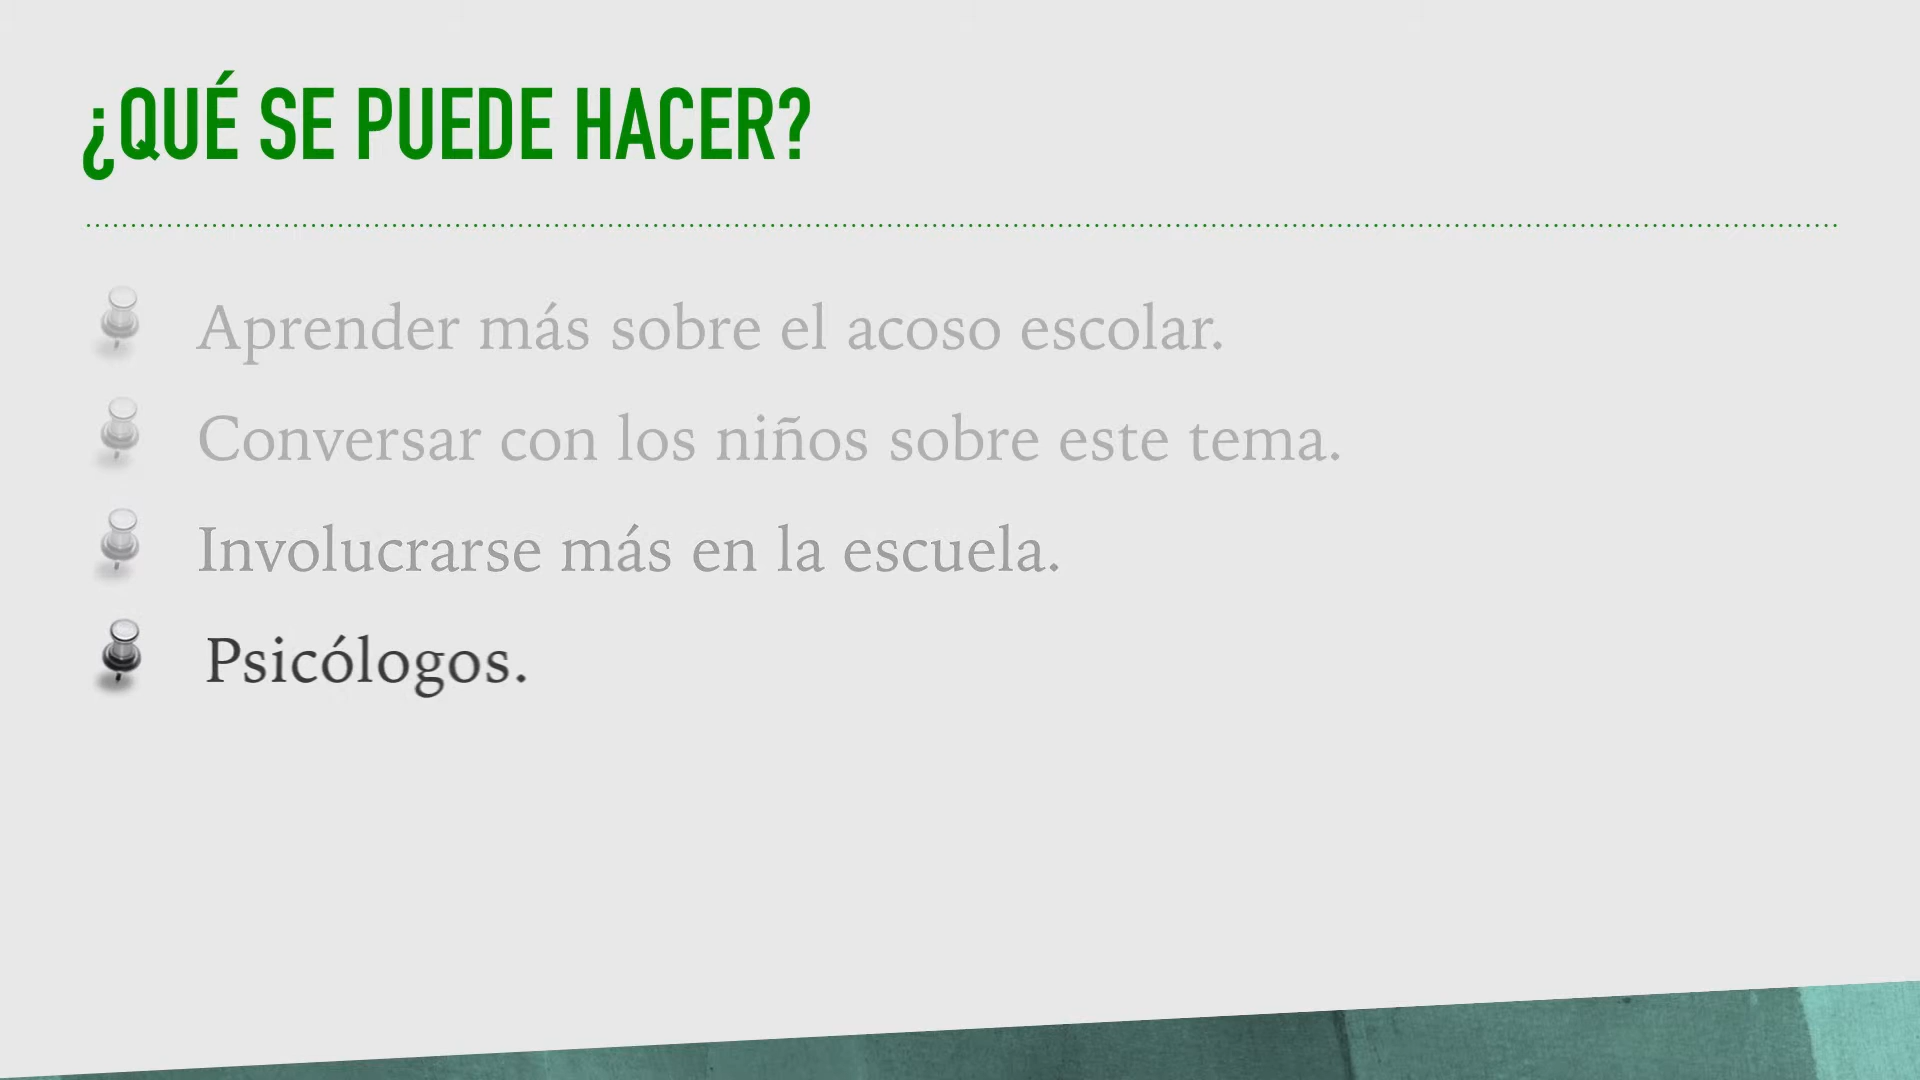 ¿QUÉ SE PUEDE HACER?
Aprender más sobre el acoso escolar.
Conversar con los niños sobre este tema.
Involucrarse más en la escuela.
Psicólogos.